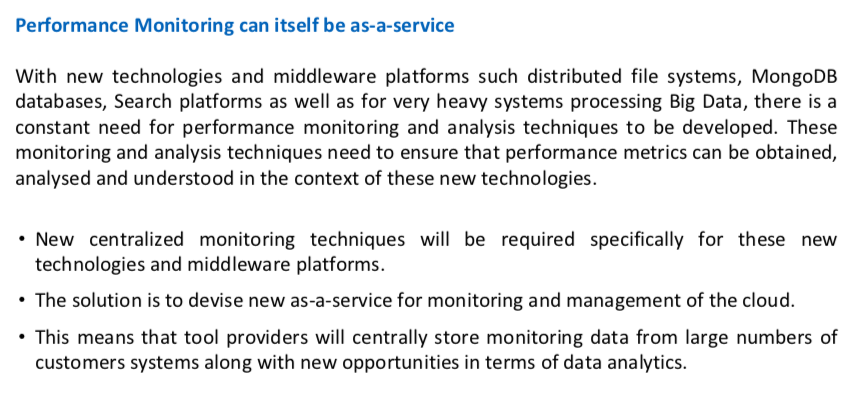 Performance Monitoring can itself be as-a-service
With new technologies and middleware platforms such distributed file systems, MongoDB
databases, Search platforms as well as for very heavy systems processing Big Data, there is a
constant need for performance monitoring and analysis techniques to be developed. These
monitoring and analysis techniques need to ensure that performance metrics can be obtained,
analysed and understood in the context of these new technologies.
• New centralized monitoring techniques will be required specifically for these new
technologies and middleware platforms.
• The solution is to devise new as-a-service for monitoring and management of the cloud.
• This means that tool providers will centrally store monitoring data from large numbers of
customers systems along with new opportunities in terms of data analytics.